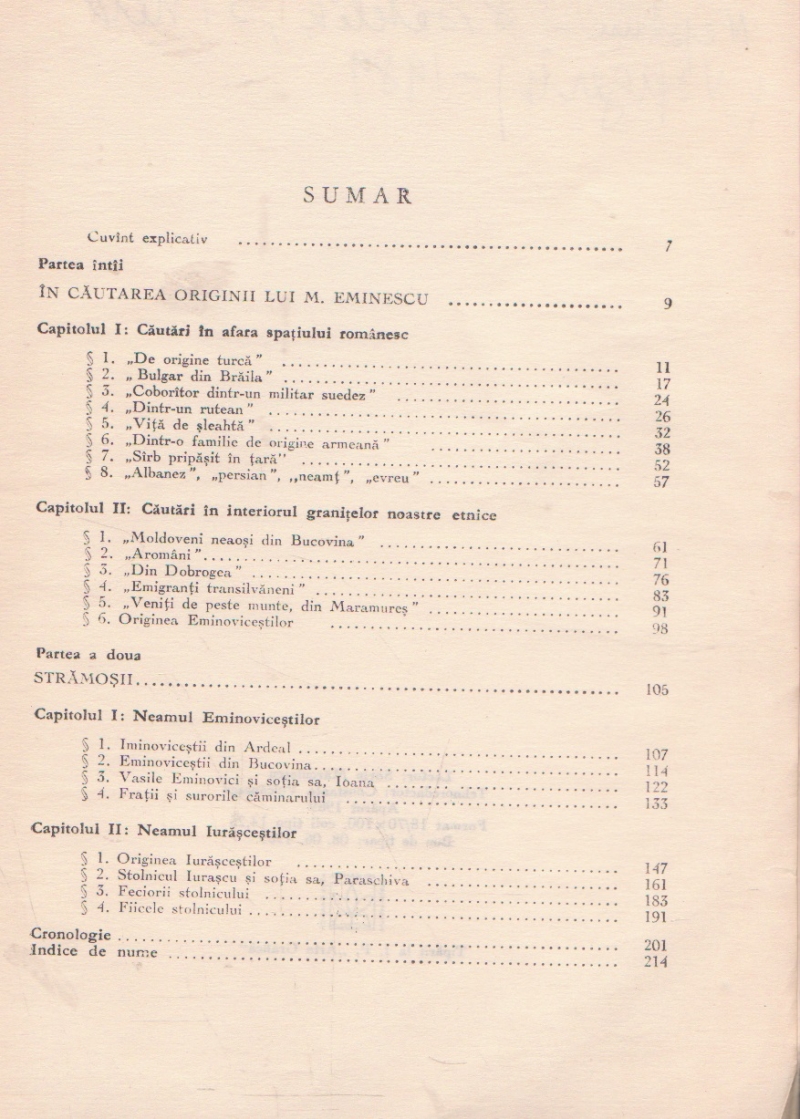 SUMAR
Cuvînt explicativ ........ 7
Partea întîi
ÎN CĂUTAREA ORIGINII LUI M. EMINESCU ........ 9
Capitolul I: Căutări în afara spațiului românesc
§ 1. „De origine turcă” ........ 11
§ 2. „Bulgar din Brăila” ........ 17
§ 3. „Coborîtor dintr-un militar suedez” ........ 24
§ 4. „Dintr-un rutean” ........ 26
§ 5. „Viță de șleahtă” ........ 32
§ 6. „Dintr-o familie de origine armeană” ........ 38
§ 7. „Sîrb pripășit în țară” ........ 52
§ 8. „Albanez”, „persian”, „neamț”, „evreu” ........ 57
Capitolul II: Căutări în interiorul granițelor noastre etnice
§ 1. „Moldoveni neaoși din Bucovina” ........ 61
§ 2. „Aromâni” ........ 71
§ 3. „Din Dobrogea” ........ 76
§ 4. „Emigranți transilvăneni” ........ 83
§ 5. „Veniți de peste munte, din Maramureș” ........ 91
§ 6. Originea Eminoviceștilor ........ 98
Partea a doua
STRĂMOȘII ........ 105
Capitolul I: Neamul Eminoviceștilor
§ 1. Iminoviceștii din Ardeal ........ 107
§ 2. Eminoviceștii din Bucovina ........ 114
§ 3. Vasile Eminovici și soția sa, Ioana ........ 122
§ 4. Frații și surorile căminarului ........ 133
Capitolul II: Neamul Iurășceștilor
§ 1. Originea Iurășceștilor ........ 147
§ 2. Stolnicul Iurașcu și soția sa, Paraschiva ........ 161
§ 3. Feciorii stolnicului ........ 183
§ 4. Fiicele stolnicului ........ 191
Cronologie ........ 201
Indice de nume ........ 214